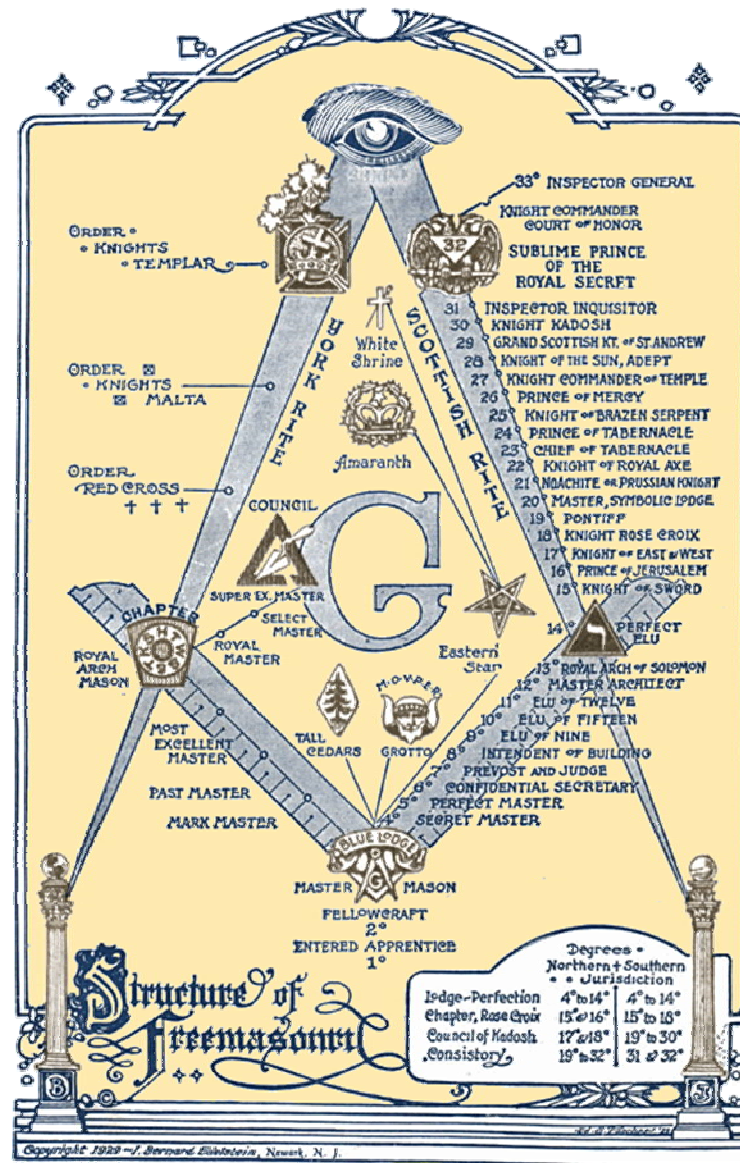 33° INSPECTOR GENERAL
KNIGHT COMMANDER
COURT OF HONOR
32
SUBLIME PRINCE
OF THE
ROYAL SECRET
31 INSPECTOR INQUISITOR
30 KNIGHT KADOSH
29 GRAND SCOTTISH KT. OF ST. ANDREW
28 KNIGHT OF THE SUN, ADEPT
27 KNIGHT COMMANDER OF TEMPLE
26 PRINCE OF MERCY
25 KNIGHT OF BRAZEN SERPENT
24 PRINCE OF TABERNACLE
23 CHIEF OF TABERNACLE
22 KNIGHT OF ROYAL AXE
21 NOACHITE OR PRUSSIAN KNIGHT
20° MASTER, SYMBOLIC LODGE
19° PONTIFF
18° KNIGHT ROSE CROIX
17° KNIGHT OF EAST & WEST
16° PRINCE OF JERUSALEM
15° KNIGHT OF SWORD
14° PERFECT
ELU
13° ROYAL ARCH OF SOLOMON
12° MASTER ARCHITECT
11° ELU OF TWELVE
10° ELU OF FIFTEEN
9° ELU OF NINE
8° INTENDENT OF BUILDING
7° PREVOST AND JUDGE
6° CONFIDENTIAL SECRETARY
5° PERFECT MASTER
4° SECRET MASTER
ORDER
KNIGHTS
TEMPLAR
ORDER
KNIGHTS
MALTA
ORDER
RED CROSS
YORK RITE
SCOTTISH RITE
White
Shrine
Amaranth
COUNCIL
SUPER EX. MASTER
SELECT
MASTER
ROYAL
MASTER
G
Eastern
Star
CHAPTER
HTWSSTKS
ROYAL
ARCH
MASON
MOST
EXCELLENT
MASTER
PAST MASTER
MARK MASTER
TALL
CEDARS
M.O.V.P.E.R.
GROTTO
BLUE LODGE
G
MASTER MASON
FELLOWCRAFT
2°
ENTERED APPRENTICE
1°
Structure of
Freemasonry
Degrees
Northern + Southern
Jurisdiction
Lodge-Perfection 4° to 14° 4° to 14°
Chapter, Rose Croix 15° & 16° 15° to 18°
Council of Kadosh 17° & 18° 19° to 30°
Consistory 19° to 32° 31 & 32°
B
J
©
Copyright 1929 – J. Bernard, Newark, N. J.